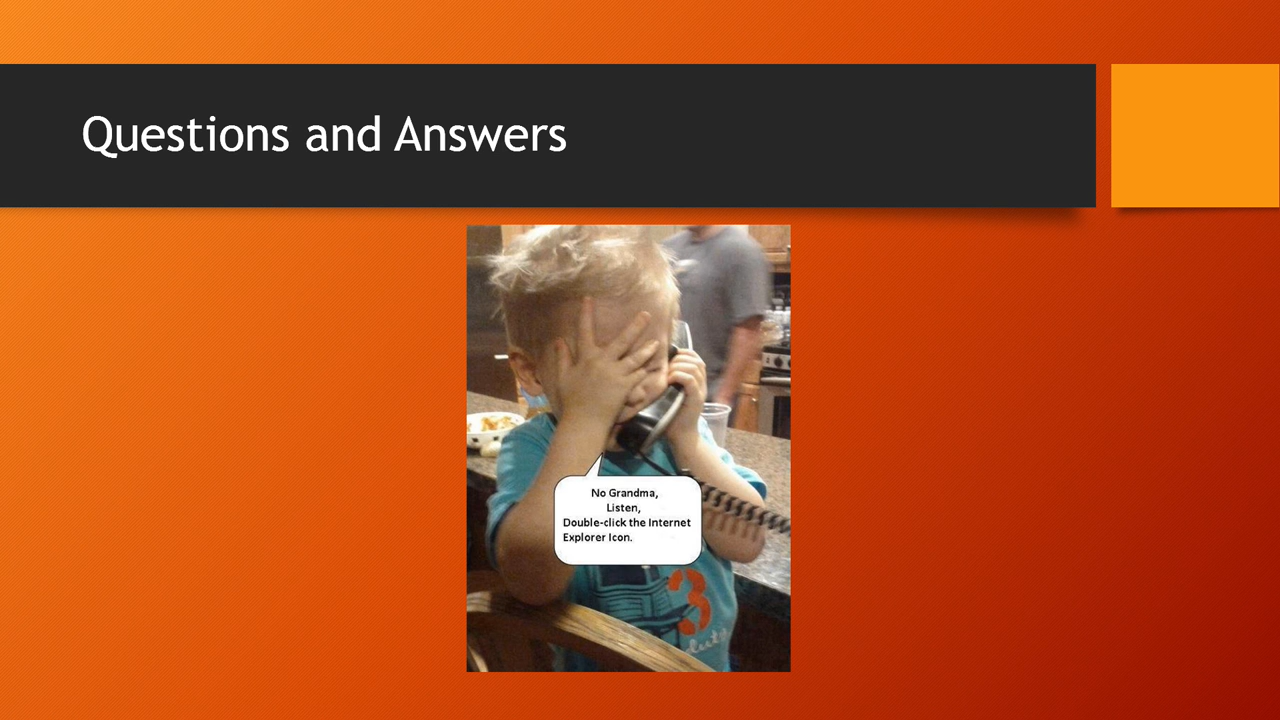 Questions and Answers
No Grandma,
Listen,
Double-click the Internet
Explorer Icon.
3